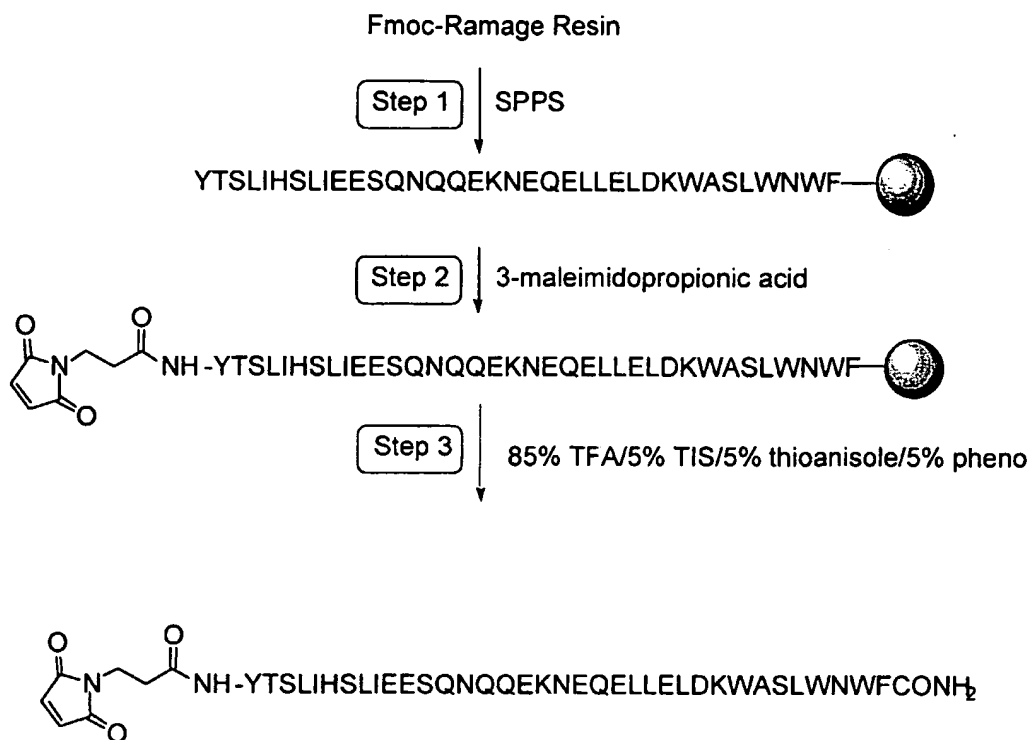 Fmoc-Ramage Resin
Step 1 SPPS
YTSLIHSLIEESQNQQEKNEQELLELDKWASLWNWF
Step 2 3-maleimidopropionic acid
O
O
N
NH-YTSLIHSLIEESQNQQEKNEQELLELDKWASLWNWF
O
Step 3 85% TFA/5% TIS/5% thioanisole/5% pheno
O
O
N
NH-YTSLIHSLIEESQNQQEKNEQELLELDKWASLWNWFCONH2
O